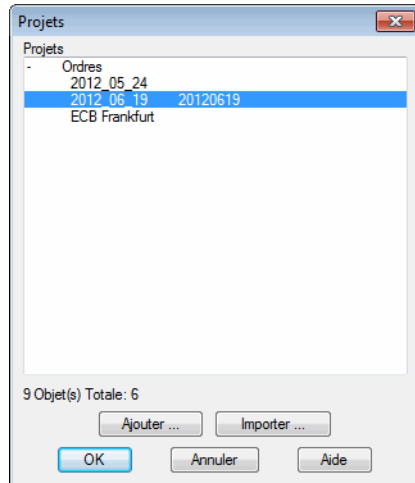 Projets
Projets
- Ordres
2012_05_24
2012_06_19 20120619
ECB Frankfurt
9 Objet(s) Totale: 6
Ajouter ... Importer ...
OK Annuler Aide